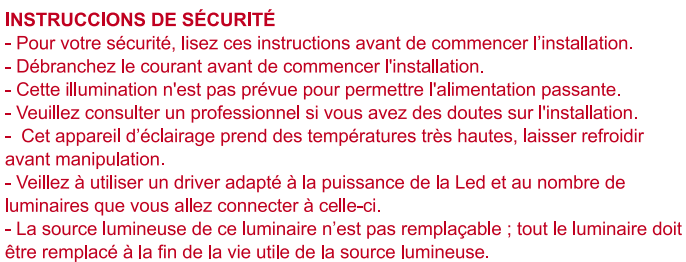 INSTRUCCIONS DE SÉCURITÉ
- Pour votre sécurité, lisez ces instructions avant de commencer l’installation.
- Débranchez le courant avant de commencer l'installation.
- Cette illumination n'est pas prévue pour permettre l'alimentation passante.
- Veuillez consulter un professionnel si vous avez des doutes sur l'installation.
-  Cet appareil d’éclairage prend des températures très hautes, laisser refroidir
avant manipulation.
- Veillez à utiliser un driver adapté à la puissance de la Led et au nombre de
luminaires que vous allez connecter à celle-ci.
- La source lumineuse de ce luminaire n’est pas remplaçable ; tout le luminaire doit
être remplacé à la fin de la vie utile de la source lumineuse.